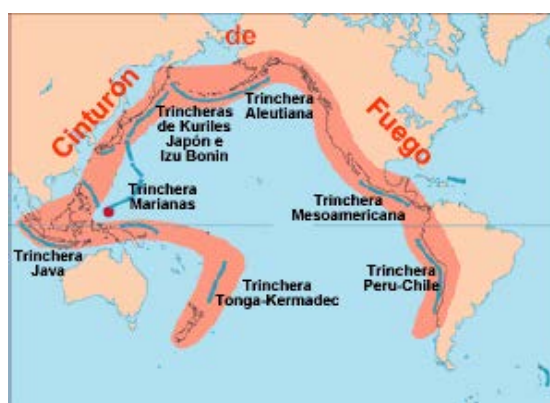 Cinturón
de
Fuego
Trincheras
de Kuriles
Japón e
Izu Bonin
Trinchera
Aleutiana
Trinchera
Marianas
Trinchera
Mesoamericana
Trinchera
Java
Trinchera
Tonga-Kermadec
Trinchera
Peru-Chile